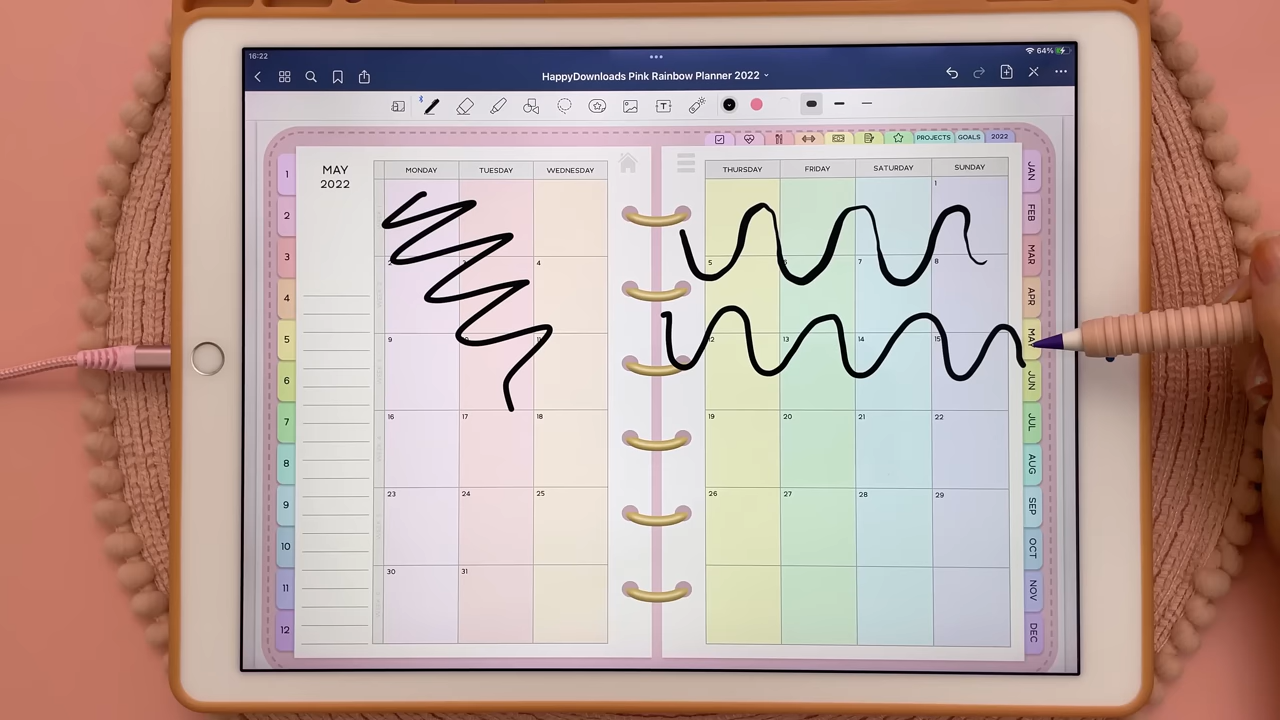 16:22
64%
HappyDownloads Pink Rainbow Planner 2022
T
PROJECTS GOALS 2022
MAY
2022
MONDAY TUESDAY WEDNESDAY
THURSDAY FRIDAY SATURDAY SUNDAY
1
2 4
5 7 8
9
12 13 14 15
16 17 18
19 20 21 22
23 24 25
26 27 28 29
30 31
1
2
3
4
5
6
7
8
9
10
11
12
JAN
FEB
MAR
APR
MAY
JUN
JUL
AUG
SEP
OCT
NOV
DEC